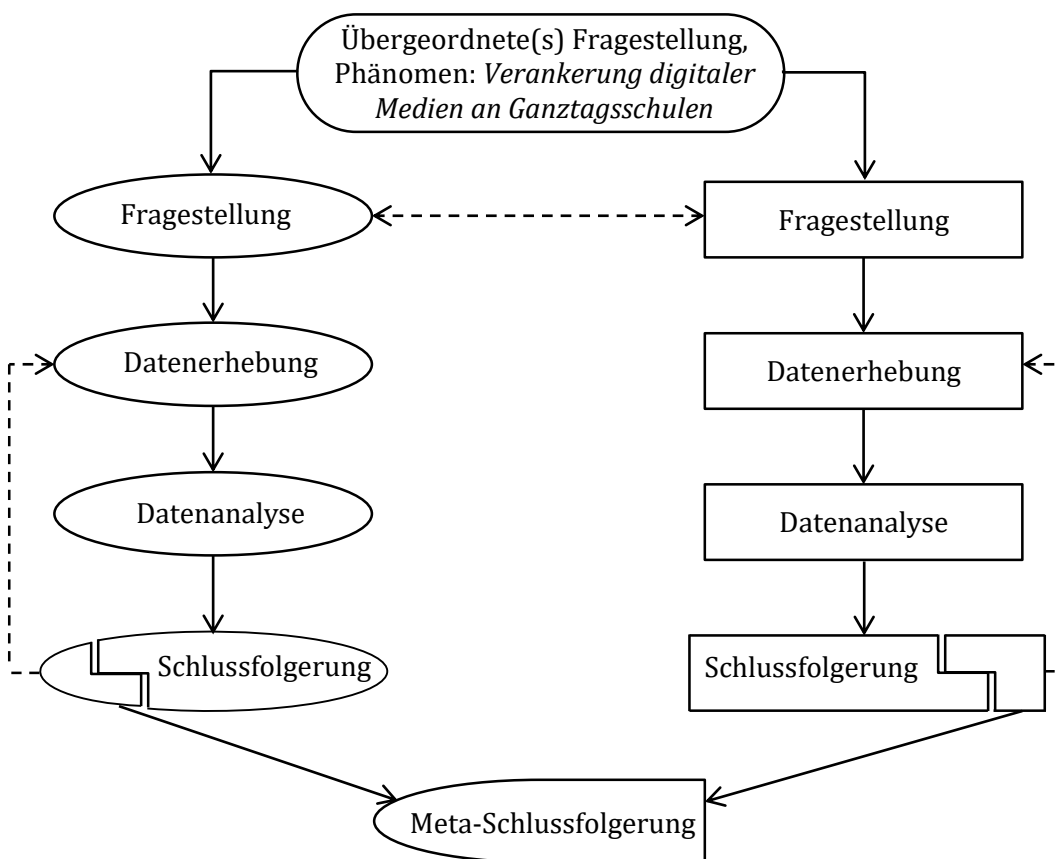 Übergeordnete(s) Fragestellung,
Phänomen: Verankerung digitaler
Medien an Ganztagsschulen
Fragestellung
Fragestellung
Datenerhebung
Datenerhebung
Datenanalyse
Datenanalyse
Schlussfolgerung
Schlussfolgerung
Meta-Schlussfolgerung